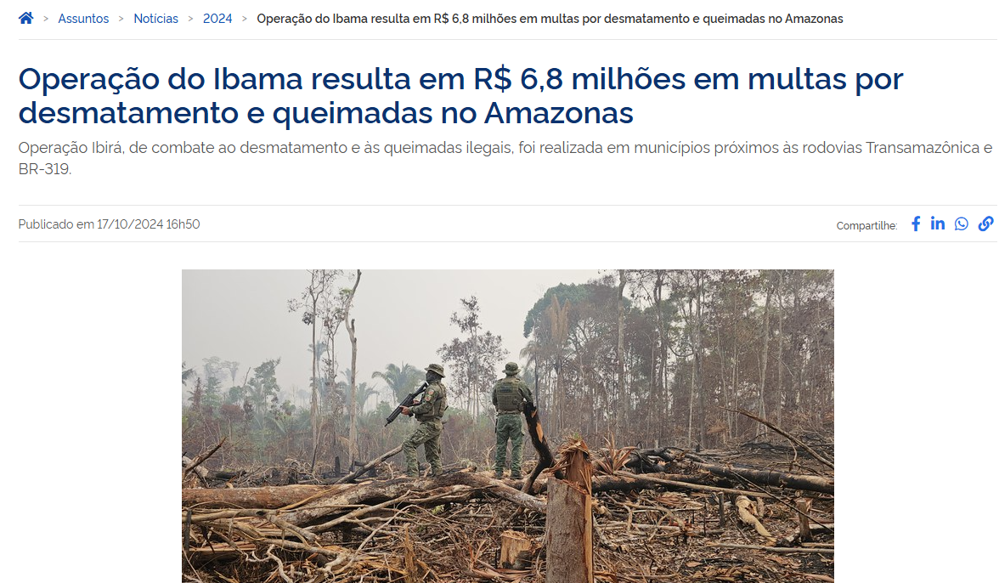 > Assuntos > Notícias > 2024 > Operação do Ibama resulta em R$ 6,8 milhões em multas por desmatamento e queimadas no Amazonas
Operação do Ibama resulta em R$ 6,8 milhões em multas por
desmatamento e queimadas no Amazonas
Operação Ibirá, de combate ao desmatamento e às queimadas ilegais, foi realizada em municípios próximos às rodovias Transamazônica e
BR-319.
Publicado em 17/10/2024 16h50
Compartilhe: